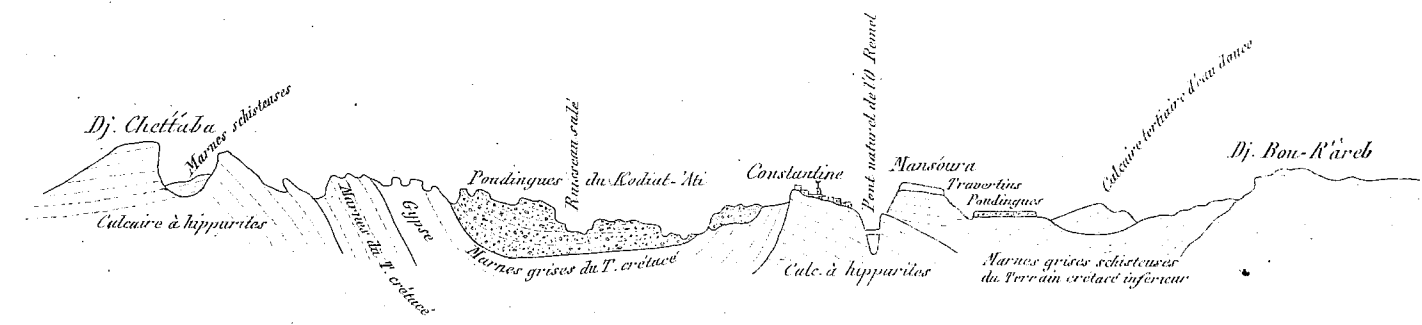 Dj. Chettâba
Marnes schisteuses
Calcaire à hippurites
Marnes du T. crétacé
Gypse
Poudingues du Kodiat-Ati
Ruisseau salé
Marnes grises du T. crétacé
Constantine
Calc. à hippurites
Pont naturel de l'O Remel
Mansoura
Travertins
Poudingues
Marnes grises schisteuses
du Terrain crétacé inférieur
Calcaire tertiaire d'eau douce
Dj. Bou-R'âreb